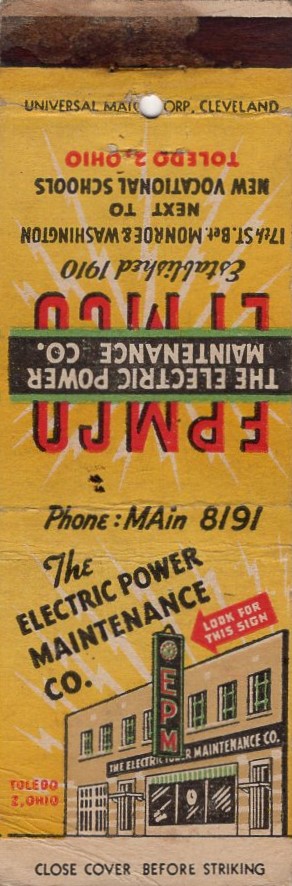 UNIVERSAL MATCH CORP., CLEVELAND
EPMCO
THE ELECTRIC POWER
MAINTENANCE CO.
EPMCO
Established 1910
17th ST. Bet. MONROE & WASHINGTON
NEXT TO
NEW VOCATIONAL SCHOOLS
TOLEDO 2, OHIO
Phone: MAin 8191
The
ELECTRIC POWER
MAINTENANCE
CO.
LOOK FOR
THIS SIGN
EPM
THE ELECTRIC POWER MAINTENANCE CO.
TOLEDO
2, OHIO
CLOSE COVER BEFORE STRIKING